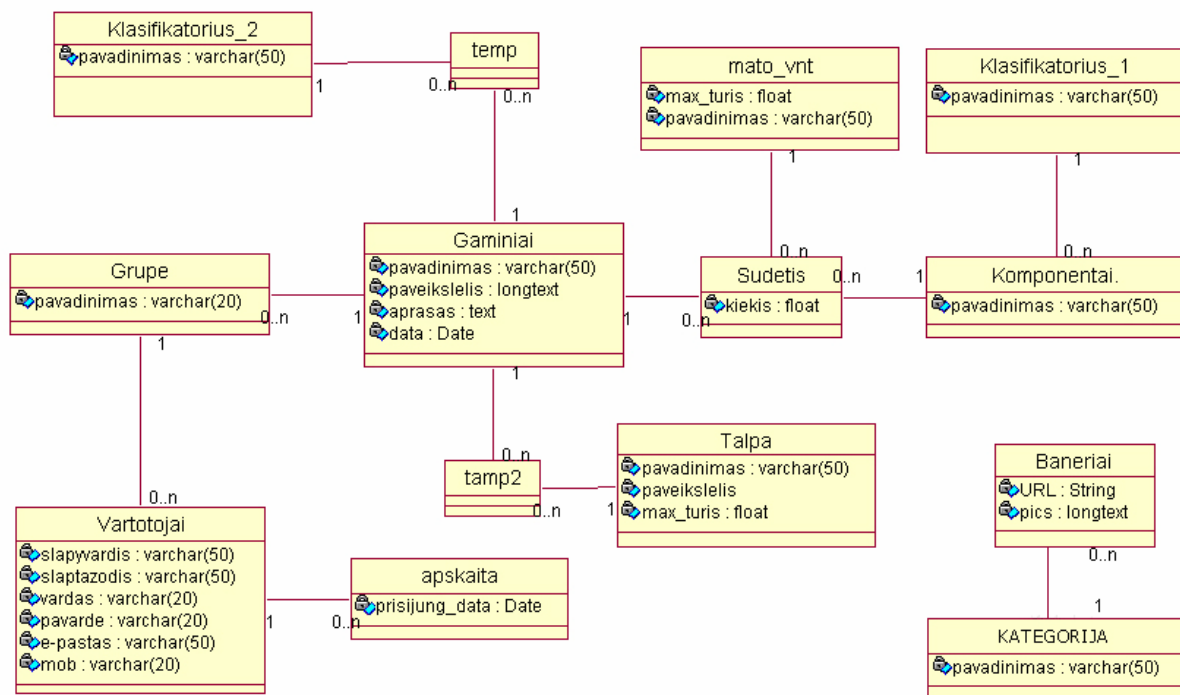 Klasifikatorius_2
pavadinimas : varchar(50)
1
0..n
temp
0..n
mato_vnt
max_turis : float
pavadinimas : varchar(50)
1
Klasifikatorius_1
pavadinimas : varchar(50)
1
Grupe
pavadinimas : varchar(20)
0..n
1
1
Gaminiai
pavadinimas : varchar(50)
paveikslelis : longtext
aprasas : text
data : Date
1
1
1
0..n
0..n
Sudetis
kiekis : float
0..n
1
0..n
Komponentai.
pavadinimas : varchar(50)
0..n
tamp2
0..n
1
Talpa
pavadinimas : varchar(50)
paveikslelis
max_turis : float
Baneriai
URL : String
pics : longtext
0..n
0..n
Vartotojai
slapyvardis : varchar(50)
slaptazodis : varchar(50)
vardas : varchar(20)
pavarde : varchar(20)
e-pastas : varchar(50)
mob : varchar(20)
1
0..n
apskaita
prisijung_data : Date
1
KATEGORIJA
pavadinimas : varchar(50)